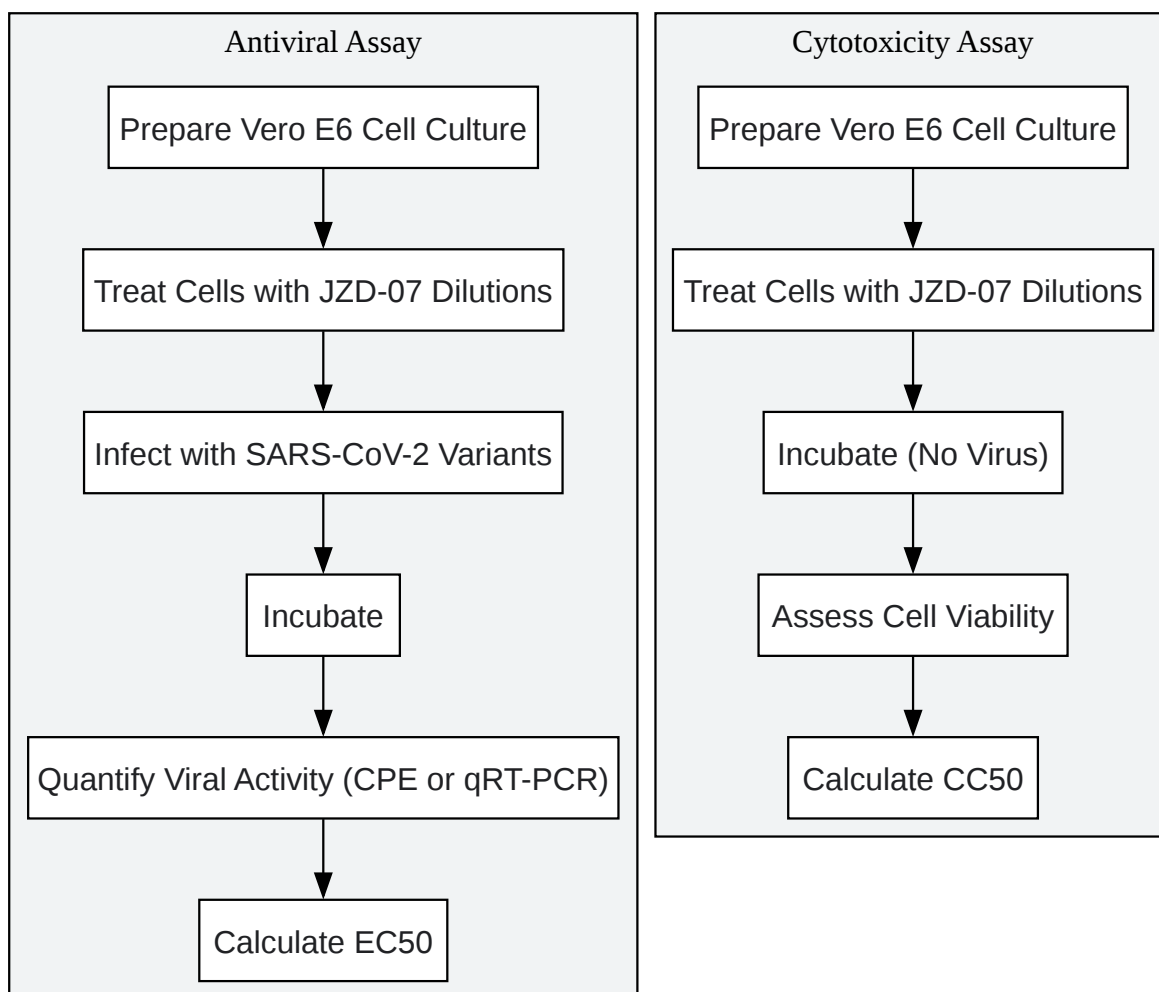 Antiviral Assay
Prepare Vero E6 Cell Culture
Treat Cells with JZD-07 Dilutions
Infect with SARS-CoV-2 Variants
Incubate
Quantify Viral Activity (CPE or qRT-PCR)
Calculate EC50
Cytotoxicity Assay
Prepare Vero E6 Cell Culture
Treat Cells with JZD-07 Dilutions
Incubate (No Virus)
Assess Cell Viability
Calculate CC50